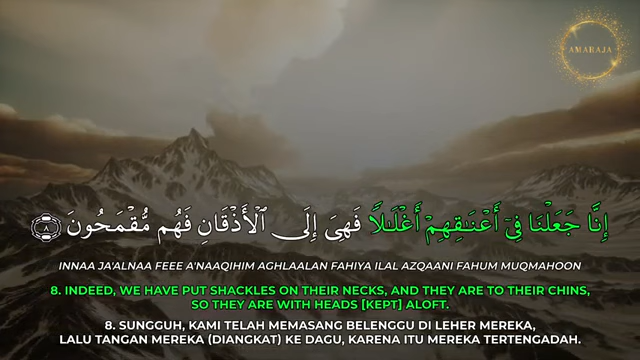 AMARAJA
إِنَّا جَعَلْنَا فِىٓ أَعْنَـٰقِهِمْ أَغْلَـٰلًا فَهِىَ إِلَى ٱلْأَذْقَانِ فَهُم مُّقْمَحُونَ ٨
INNAA JA'ALNAA FEEE A'NAAQIHIM AGHLAALAN FAHIYA ILAL AZQAANI FAHUM MUQMAHOON
8. INDEED, WE HAVE PUT SHACKLES ON THEIR NECKS, AND THEY ARE TO THEIR CHINS,
SO THEY ARE WITH HEADS [KEPT] ALOFT.
8. SUNGGUH, KAMI TELAH MEMASANG BELENGGU DI LEHER MEREKA,
LALU TANGAN MEREKA (DIANGKAT) KE DAGU, KARENA ITU MEREKA TERTENGADAH.